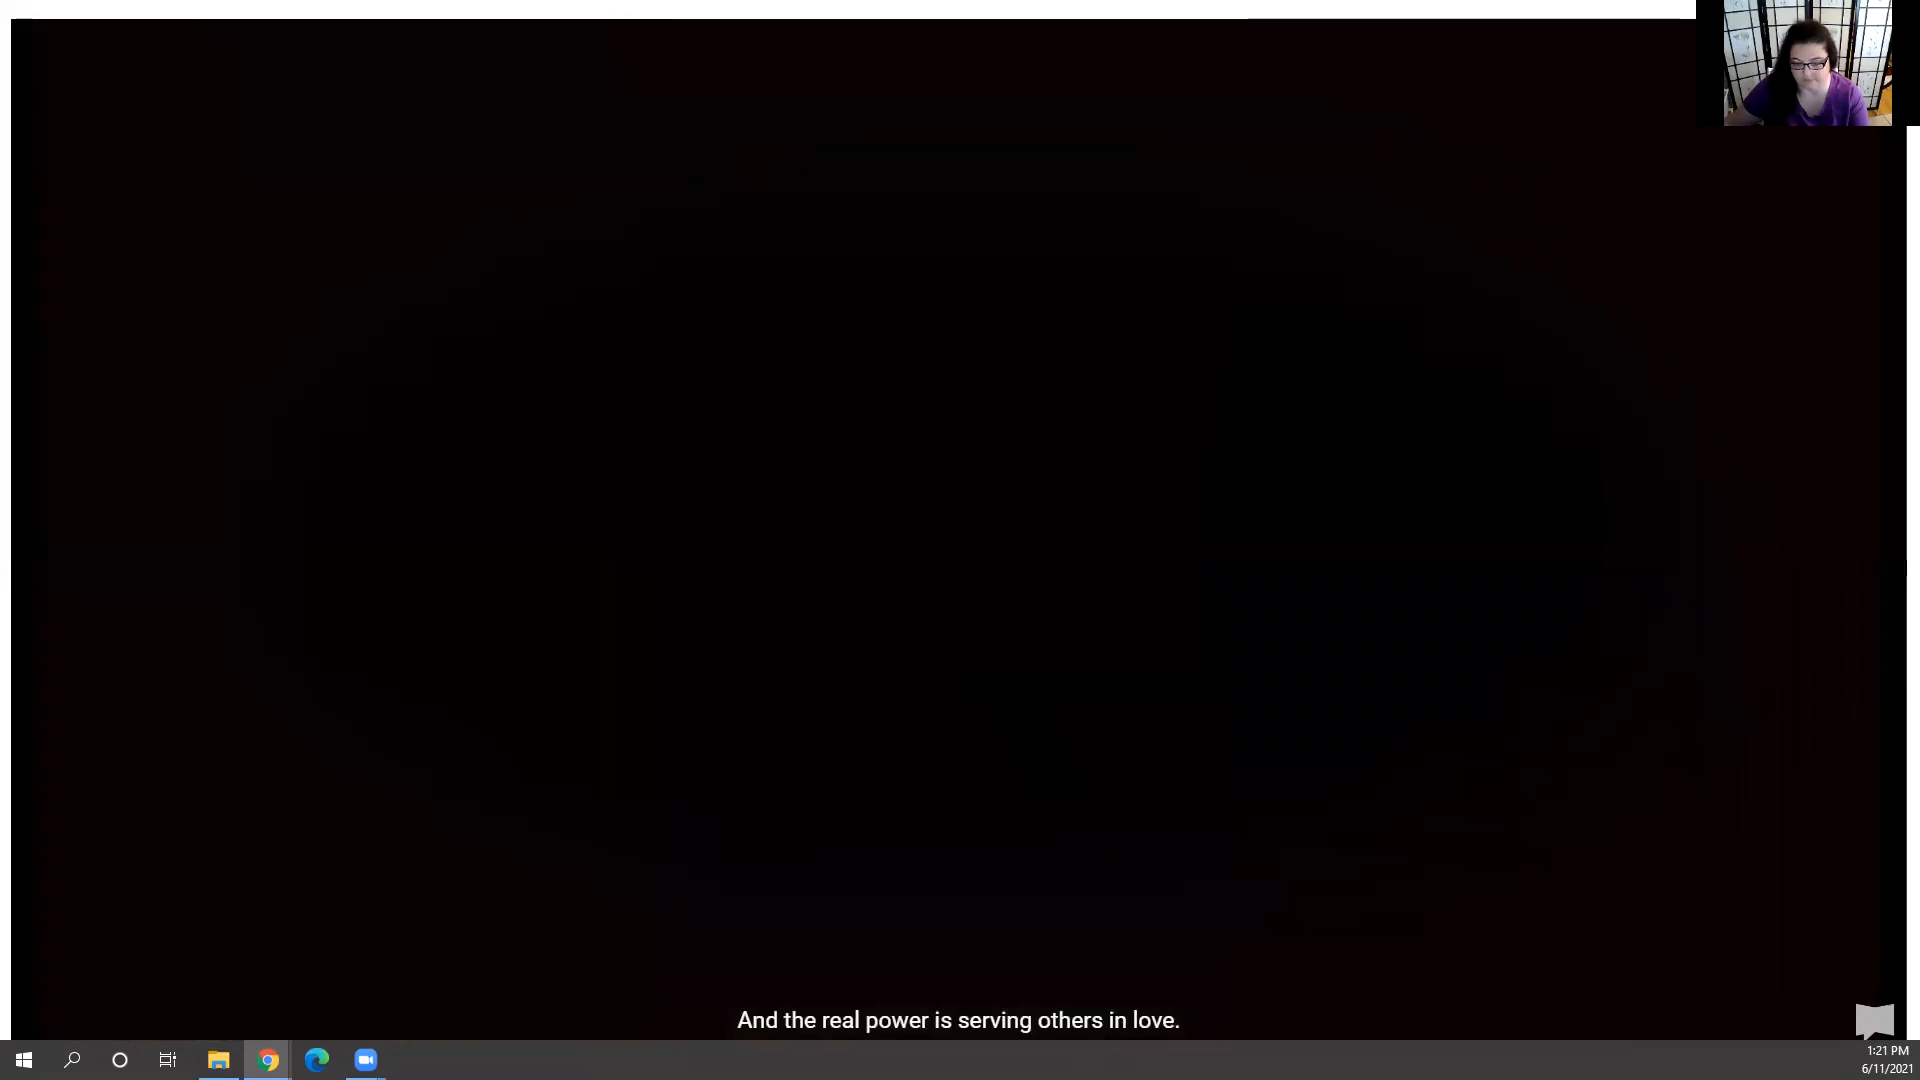 And the real power is serving others in love.
1:21 PM
6/11/2021